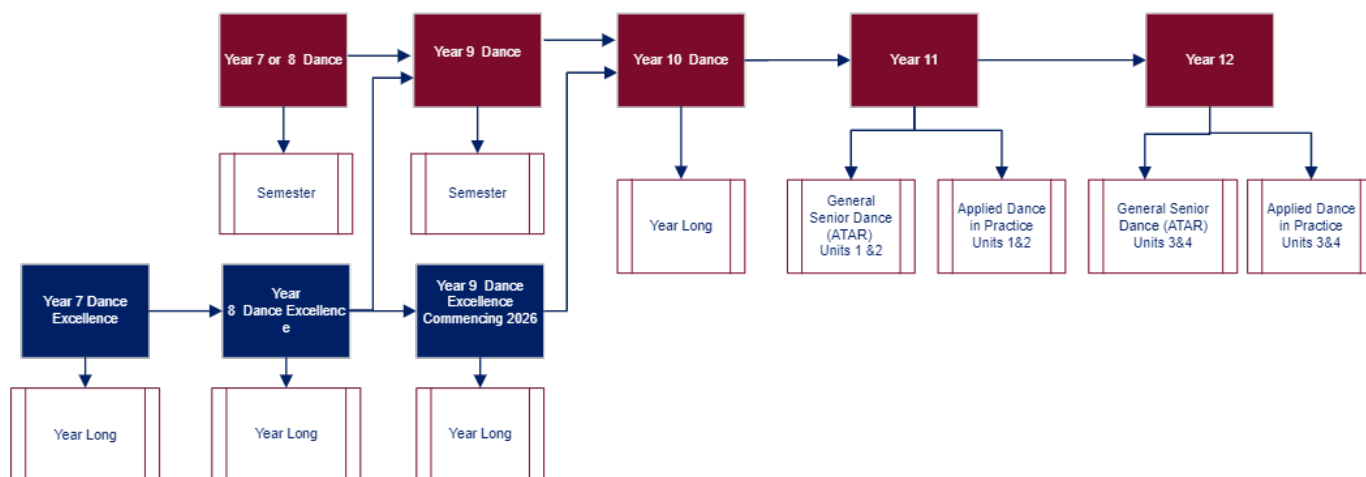 Year 7 or 8 Dance
Year 9 Dance
Year 10 Dance
Year 11
Year 12
Semester
Semester
Year Long
General
Senior Dance
(ATAR)
Units 1 &2
Applied Dance
in Practice
Units 1&2
General Senior
Dance (ATAR)
Units 3&4
Applied Dance
in Practice
Units 3&4
Year 7 Dance
Excellence
Year
8 Dance Excellenc
e
Year 9 Dance
Excellence
Commencing 2026
Year Long
Year Long
Year Long